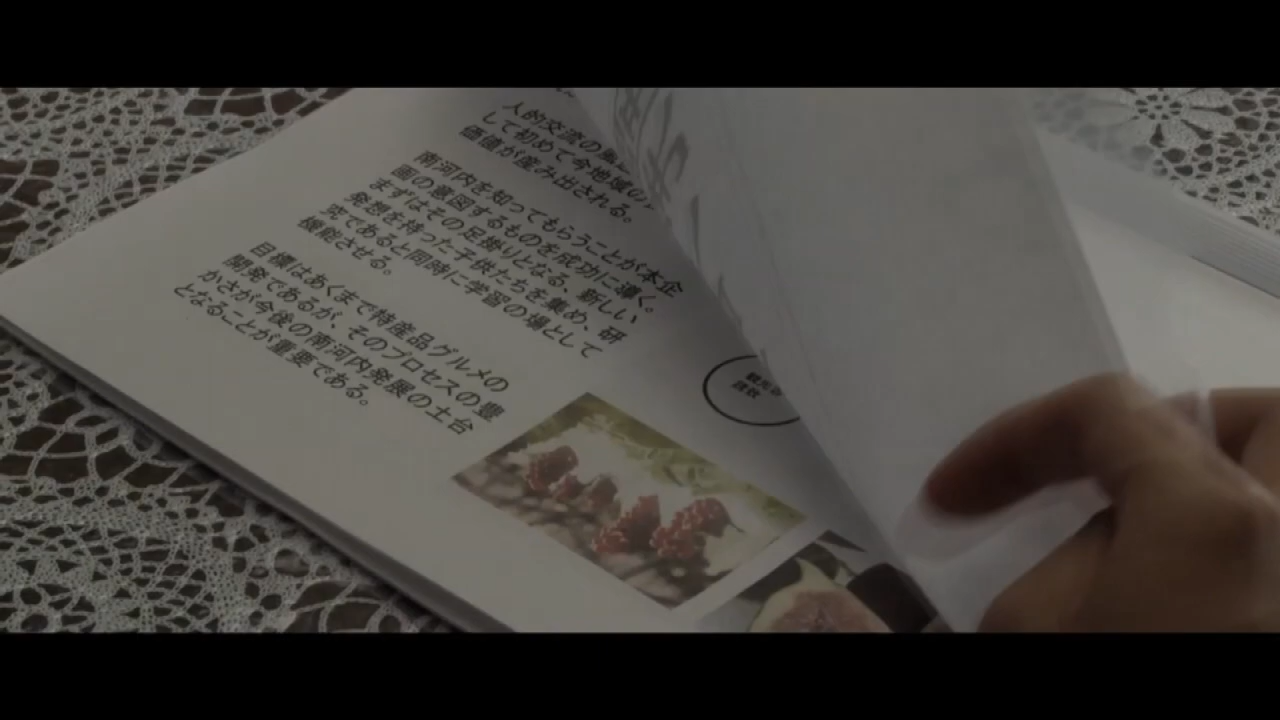 人的交流の
して初めて今地域の
価値が産み出される。
南河内を知ってもらうことが本企
画の意図するものを成功に導く。
まずはその足掛りとなる、新しい
発想を持った子供たちを集め、研
究であると同時に学習の場として
機能させる。
目標はあくまで特産品グルメの
開発であるが、そのプロセスの豊
かさが今後の南河内発展の土台
となることが重要である。
観光